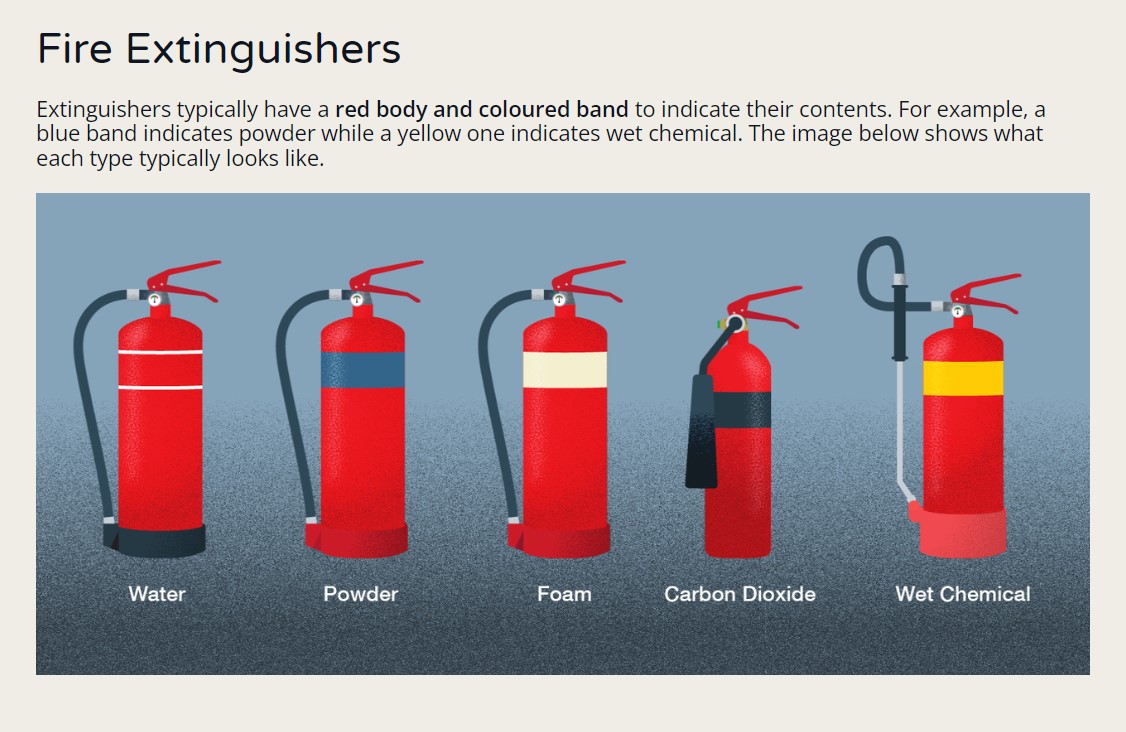 Fire Extinguishers
Extinguishers typically have a red body and coloured band to indicate their contents. For example, a
blue band indicates powder while a yellow one indicates wet chemical. The image below shows what
each type typically looks like.
Water Powder Foam Carbon Dioxide Wet Chemical